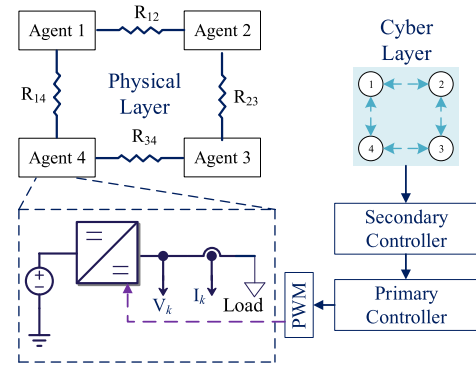 Agent 1
R12
Agent 2
R14
Physical
Layer
R23
Agent 4
R34
Agent 3
Cyber
Layer
1
2
4
3
Secondary
Controller
Primary
Controller
PWM
Vk
Ik
Load